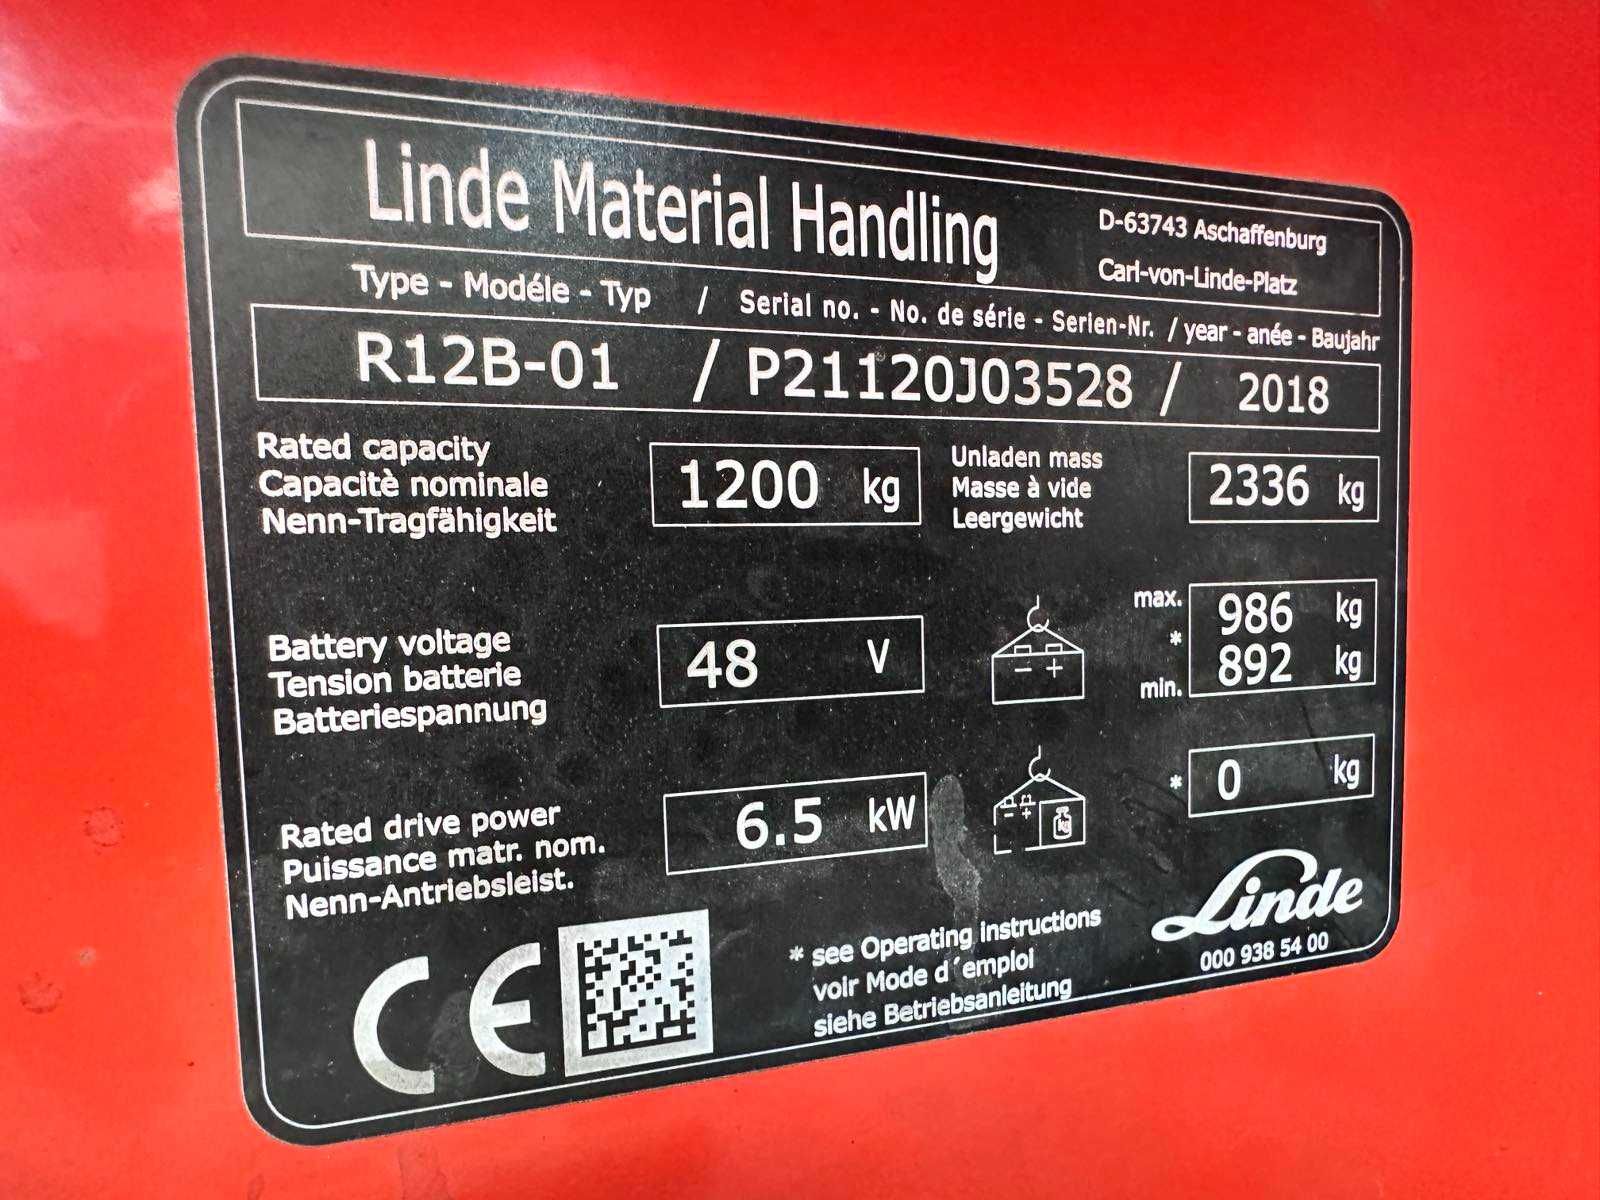 Linde Material Handling
D-63743 Aschaffenburg
Carl-von-Linde-Platz
Type - Modéle - Typ / Serial no. - No. de série - Serien-Nr. / year - anée - Baujahr
R12B-01 / P21120J03528 / 2018
Rated capacity
Capacitè nominale
Nenn-Tragfähigkeit
1200 kg
Unladen mass
Masse à vide
Leergewicht
2336 kg
Battery voltage
Tension batterie
Batteriespannung
48 V
- +
max. 986 kg
*
min. 892 kg
Rated drive power
Puissance matr. nom.
Nenn-Antriebsleist.
6.5 kW
- +
kg
* 0 kg
CE
* see Operating instructions
voir Mode d´emploi
siehe Betriebsanleitung
Linde
000 938 54 00